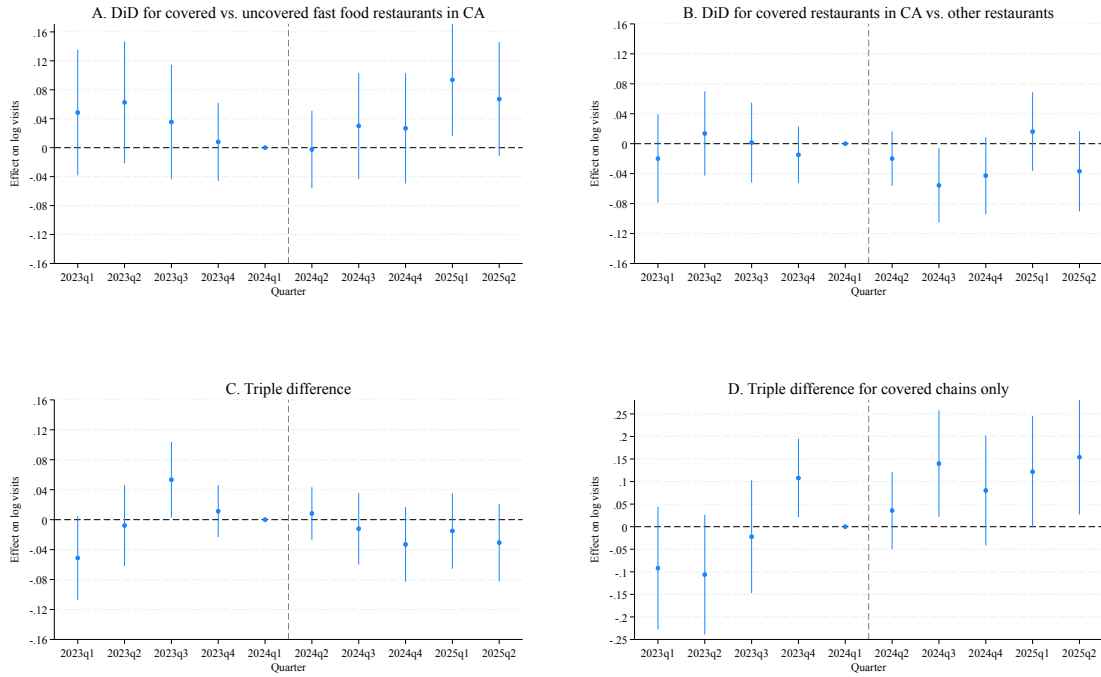 A. DiD for covered vs. uncovered fast food restaurants in CA
Effect on log visits
.16
.12
.08
.04
0
-.04
-.08
-.12
-.16
2023q1 2023q2 2023q3 2023q4 2024q1 2024q2 2024q3 2024q4 2025q1 2025q2
Quarter
B. DiD for covered restaurants in CA vs. other restaurants
Effect on log visits
.16
.12
.08
.04
0
-.04
-.08
-.12
-.16
2023q1 2023q2 2023q3 2023q4 2024q1 2024q2 2024q3 2024q4 2025q1 2025q2
Quarter
C. Triple difference
Effect on log visits
.16
.12
.08
.04
0
-.04
-.08
-.12
-.16
2023q1 2023q2 2023q3 2023q4 2024q1 2024q2 2024q3 2024q4 2025q1 2025q2
Quarter
D. Triple difference for covered chains only
Effect on log visits
.25
.2
.15
.1
.05
0
-.05
-.1
-.15
-.2
-.25
2023q1 2023q2 2023q3 2023q4 2024q1 2024q2 2024q3 2024q4 2025q1 2025q2
Quarter